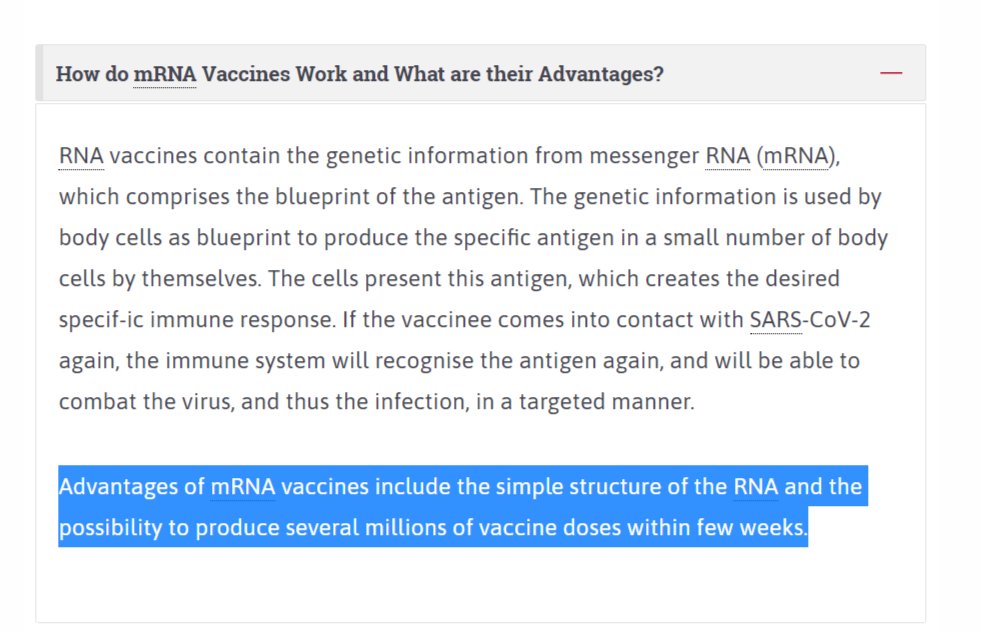 How do mRNA Vaccines Work and What are their Advantages?
RNA vaccines contain the genetic information from messenger RNA (mRNA),
which comprises the blueprint of the antigen. The genetic information is used by
body cells as blueprint to produce the specific antigen in a small number of body
cells by themselves. The cells present this antigen, which creates the desired
specif-ic immune response. If the vaccinee comes into contact with SARS-CoV-2
again, the immune system will recognise the antigen again, and will be able to
combat the virus, and thus the infection, in a targeted manner.
Advantages of mRNA vaccines include the simple structure of the RNA and the
possibility to produce several millions of vaccine doses within few weeks.